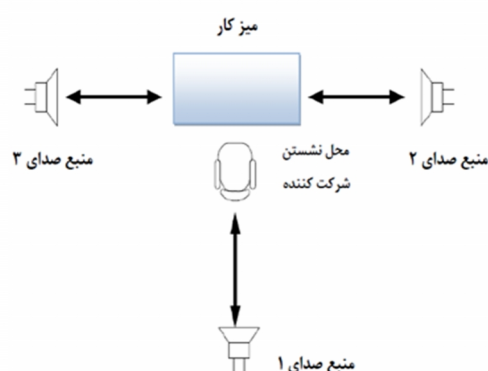 میز کار
منبع صدای ۳
منبع صدای ۲
محل نشستن
شرکت کننده
منبع صدای ۱